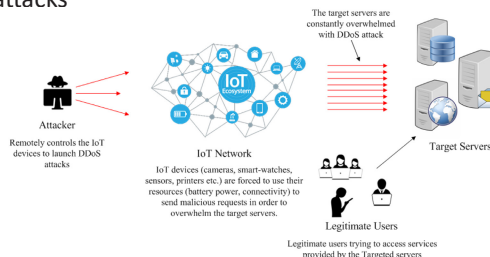 attacks
The target servers are
constantly overwhelmed
with DDoS attack
IoT
Ecosystem
Attacker
Remotely controls the IoT
devices to launch DDoS
attacks
IoT Network
IoT devices (cameras, smart-watches,
sensors, printers etc.) are forced to use their
resources (battery power, connectivity) to
send malicious requests in order to
overwhelm the target servers.
Target Servers
Legitimate Users
Legitimate users trying to access services
provided by the Targeted servers